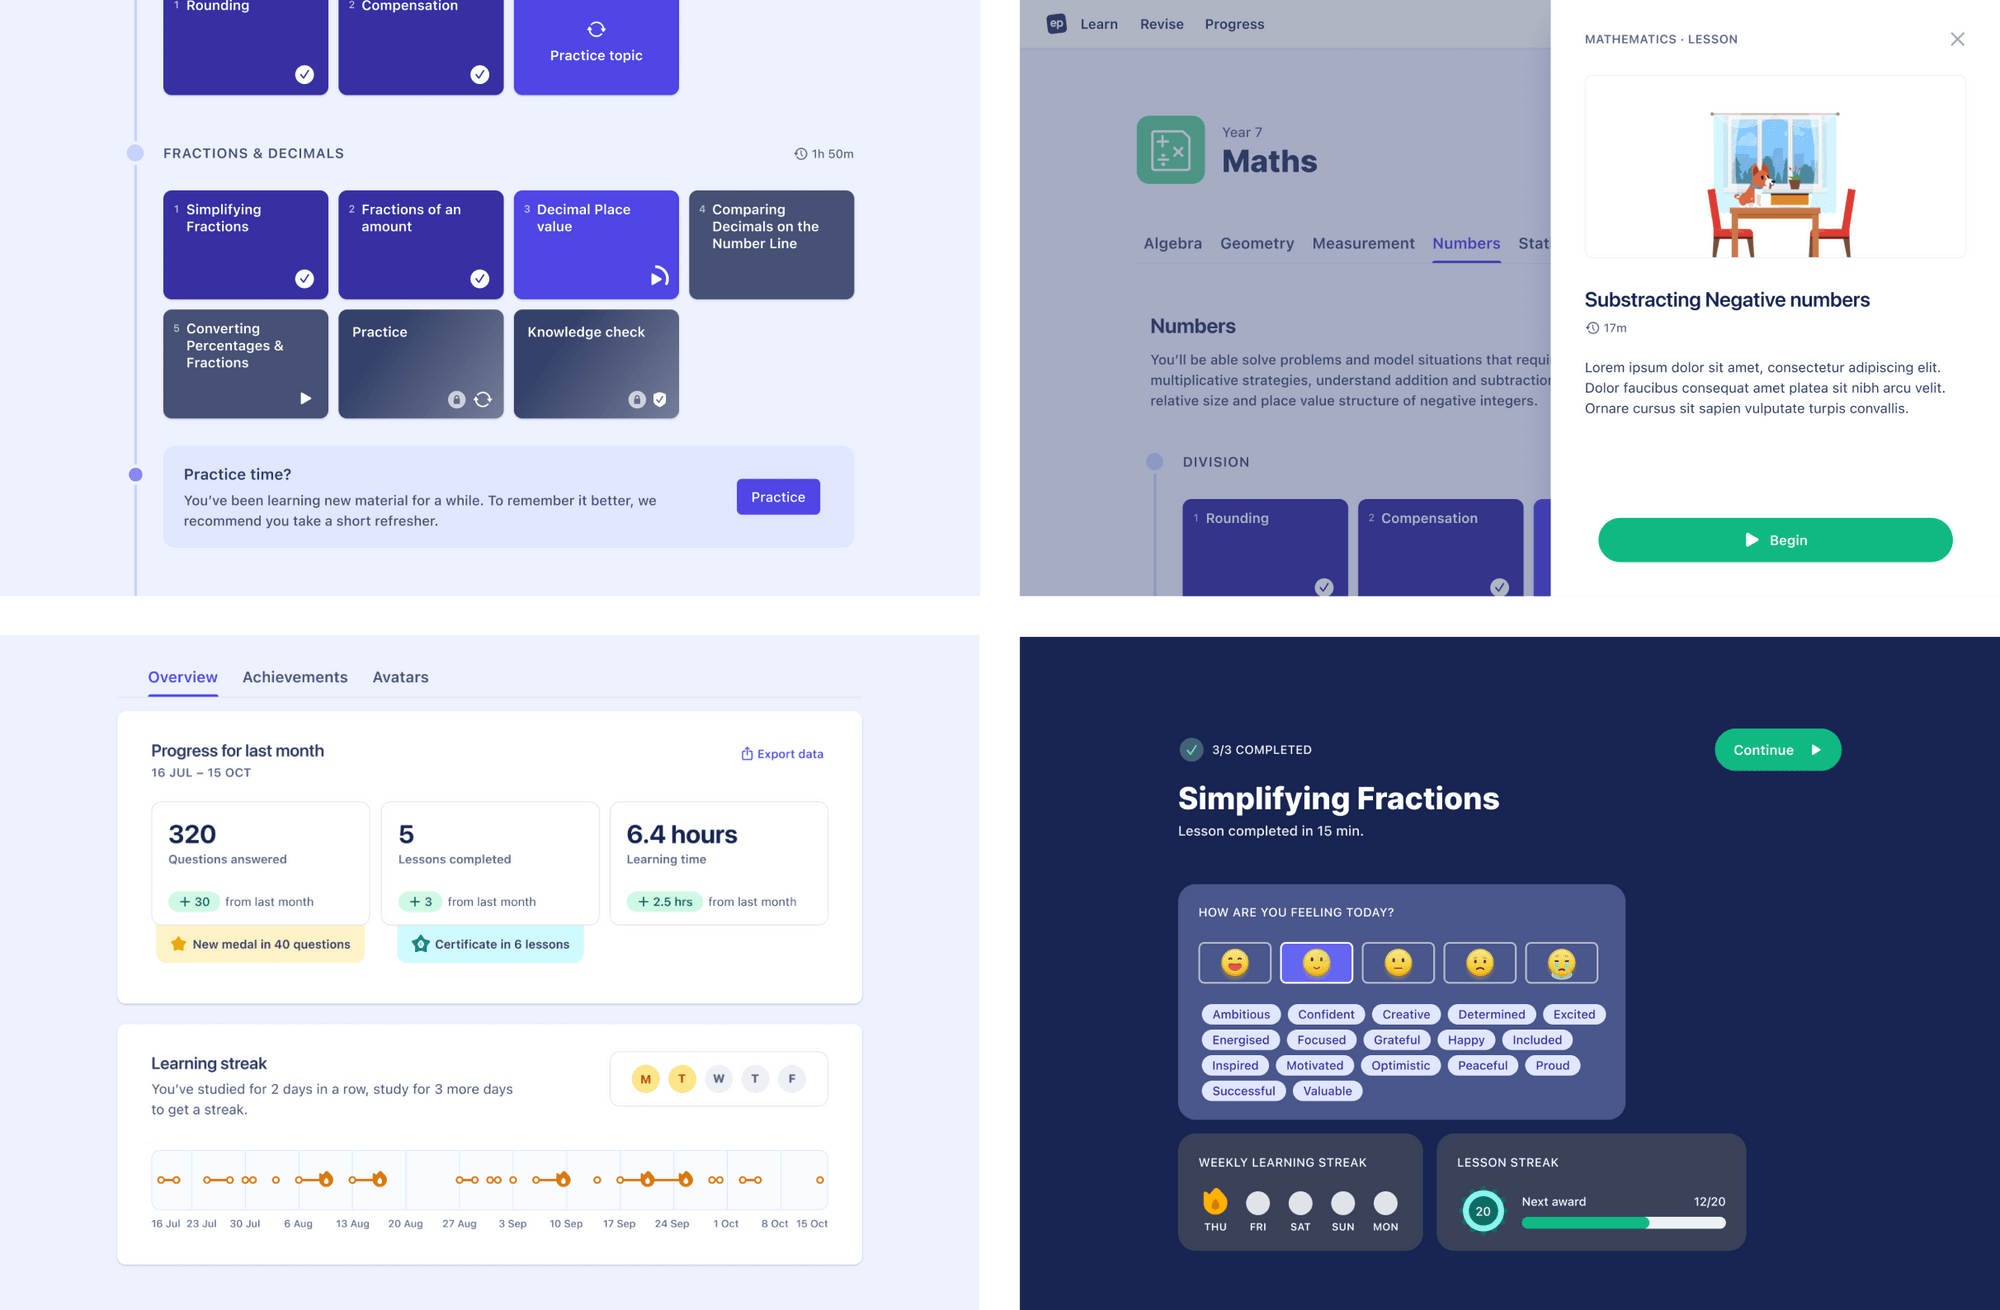 1 Rounding
2 Compensation
Practice topic
FRACTIONS & DECIMALS
1h 50m
1 Simplifying
Fractions
2 Fractions of an
amount
3 Decimal Place
value
4 Comparing
Decimals on the
Number Line
5 Converting
Percentages &
Fractions
Practice
Knowledge check
Practice time?
You've been learning new material for a while. To remember it better, we
recommend you take a short refresher.
Practice
ep Learn Revise Progress
Year 7
Maths
Algebra Geometry Measurement Numbers Stat
Numbers
You'll be able solve problems and model situations that requi
multiplicative strategies, understand addition and subtraction
relative size and place value structure of negative integers.
DIVISION
1 Rounding
2 Compensation
MATHEMATICS · LESSON
Substracting Negative numbers
17m
Lorem ipsum dolor sit amet, consectetur adipiscing elit.
Dolor faucibus consequat amet platea sit nibh arcu velit.
Ornare cursus sit sapien vulputate turpis convallis.
Begin
Overview Achievements Avatars
Progress for last month
16 JUL – 15 OCT
Export data
320
Questions answered
+ 30 from last month
New medal in 40 questions
5
Lessons completed
+ 3 from last month
Certificate in 6 lessons
6.4 hours
Learning time
+ 2.5 hrs from last month
Learning streak
You've studied for 2 days in a row, study for 3 more days
to get a streak.
M T W T F
16 Jul 23 Jul 30 Jul 6 Aug 13 Aug 20 Aug 27 Aug 3 Sep 10 Sep 17 Sep 24 Sep 1 Oct 8 Oct 15 Oct
3/3 COMPLETED
Continue
Simplifying Fractions
Lesson completed in 15 min.
HOW ARE YOU FEELING TODAY?
Ambitious Confident Creative Determined Excited
Energised Focused Grateful Happy Included
Inspired Motivated Optimistic Peaceful Proud
Successful Valuable
WEEKLY LEARNING STREAK
THU FRI SAT SUN MON
LESSON STREAK
20
Next award 12/20